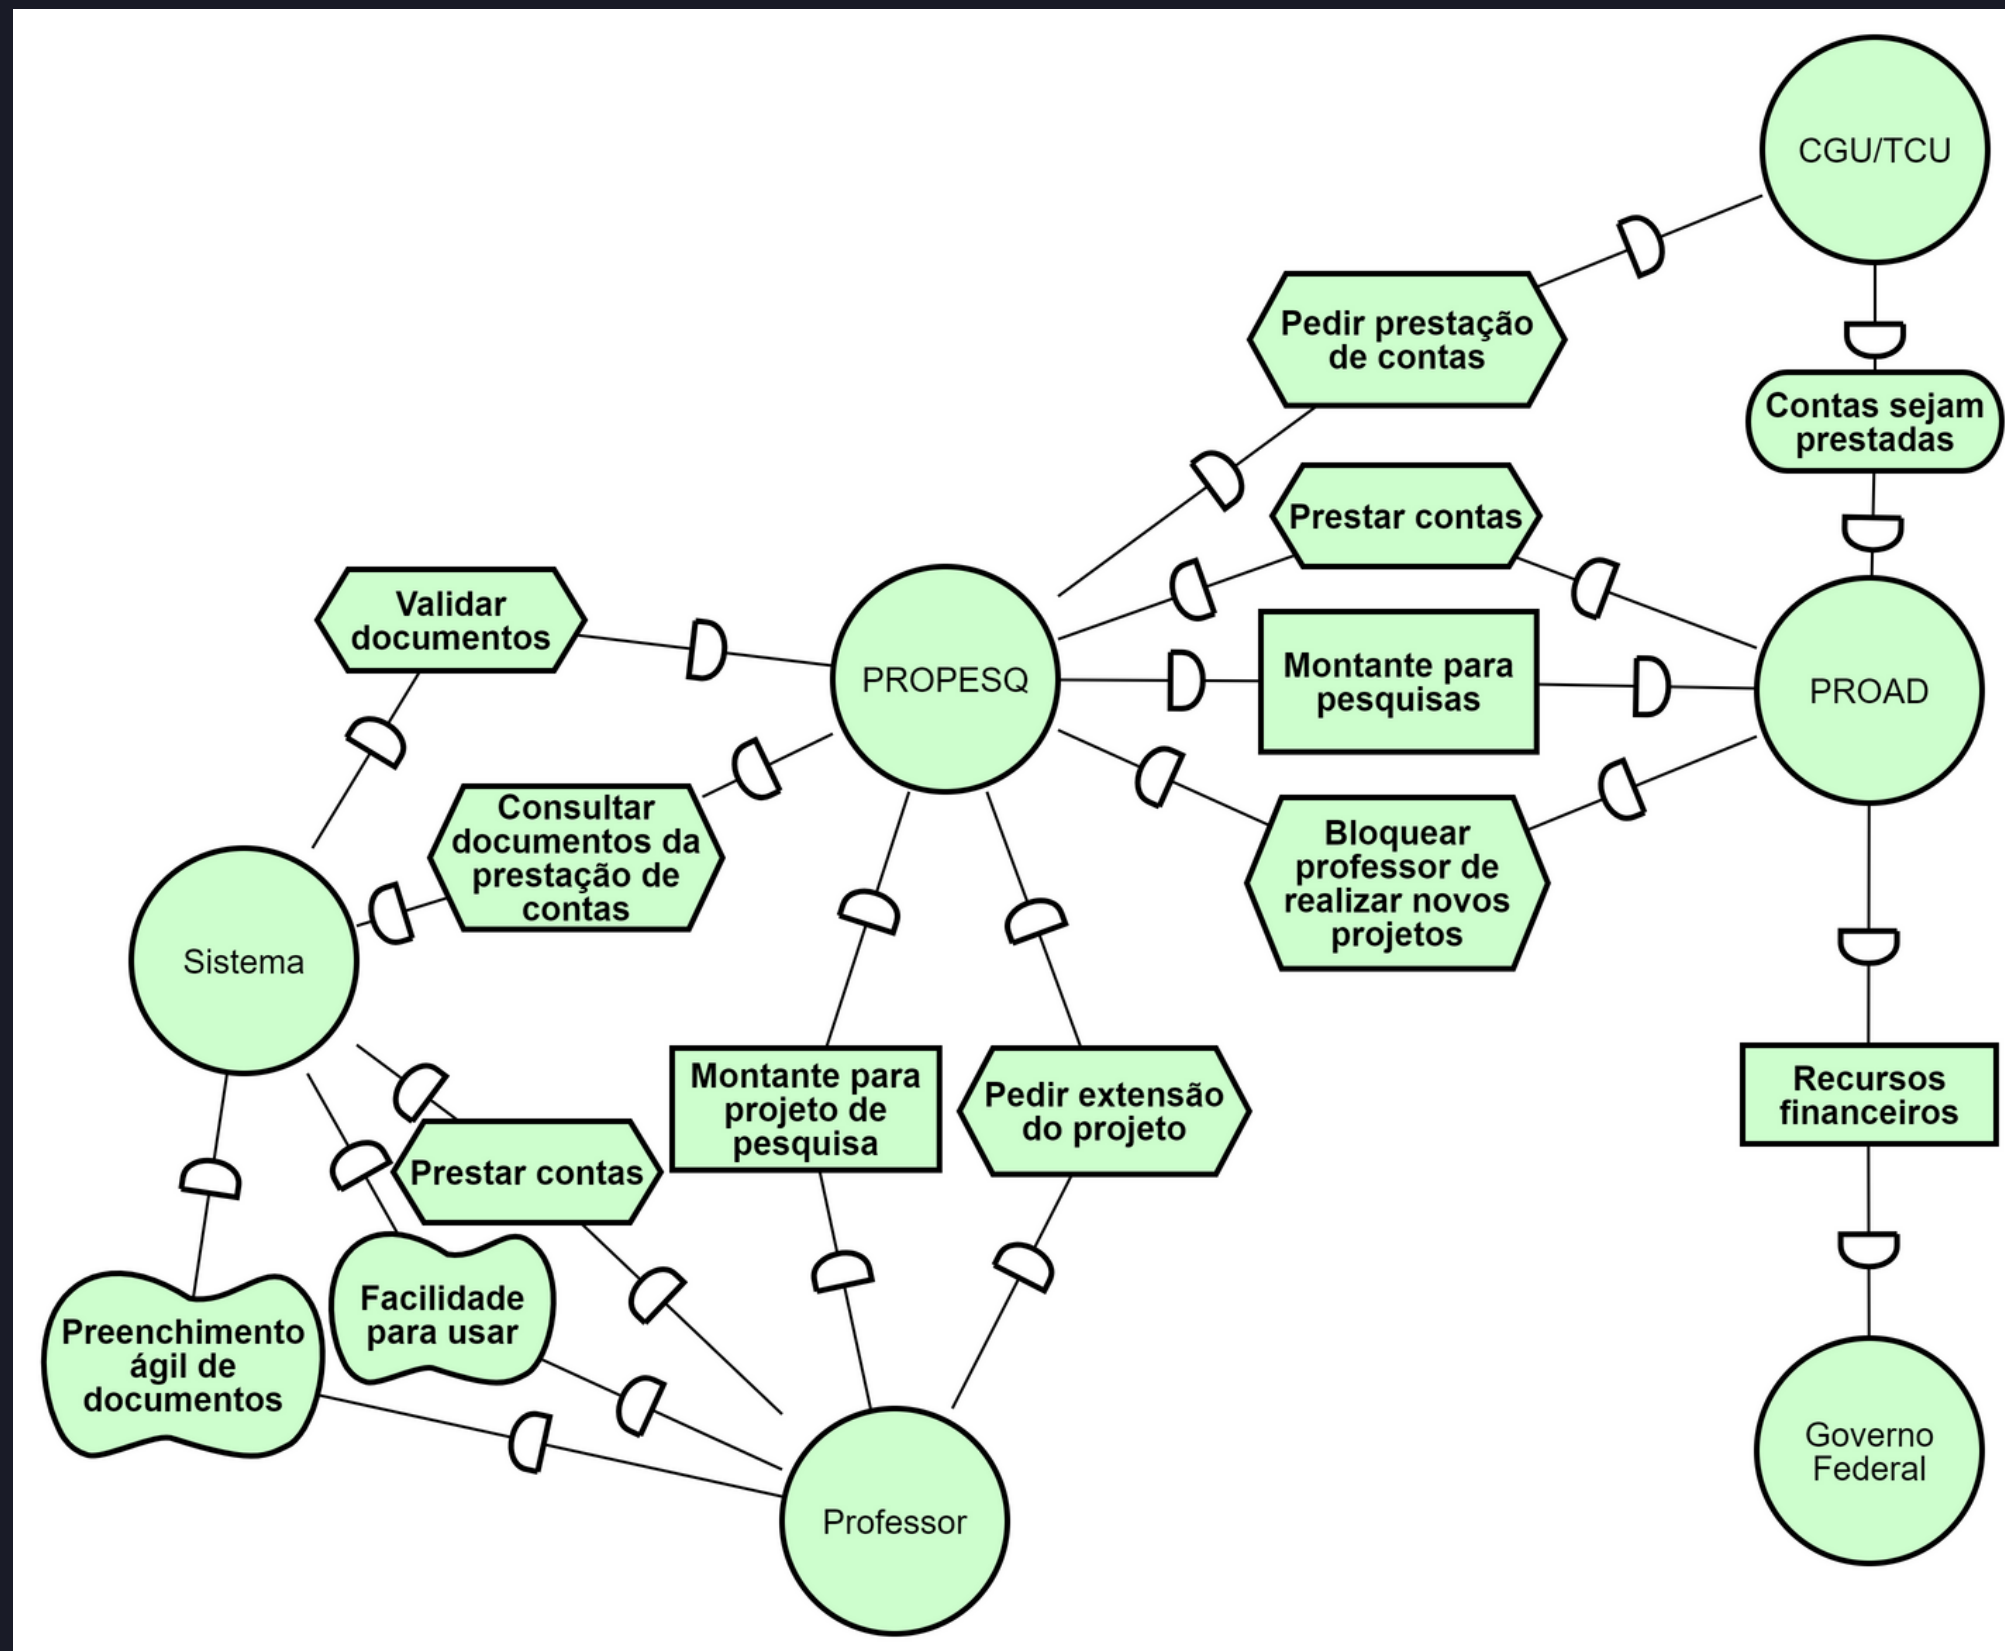 CGU/TCU
Pedir prestação
de contas
Contas sejam
prestadas
Prestar contas
Validar
documentos
PROPESQ
Montante para
pesquisas
PROAD
Consultar
documentos da
prestação de
contas
Bloquear
professor de
realizar novos
projetos
Sistema
Montante para
projeto de
pesquisa
Pedir extensão
do projeto
Recursos
financeiros
Prestar contas
Facilidade
para usar
Preenchimento
ágil de
documentos
Governo
Federal
Professor